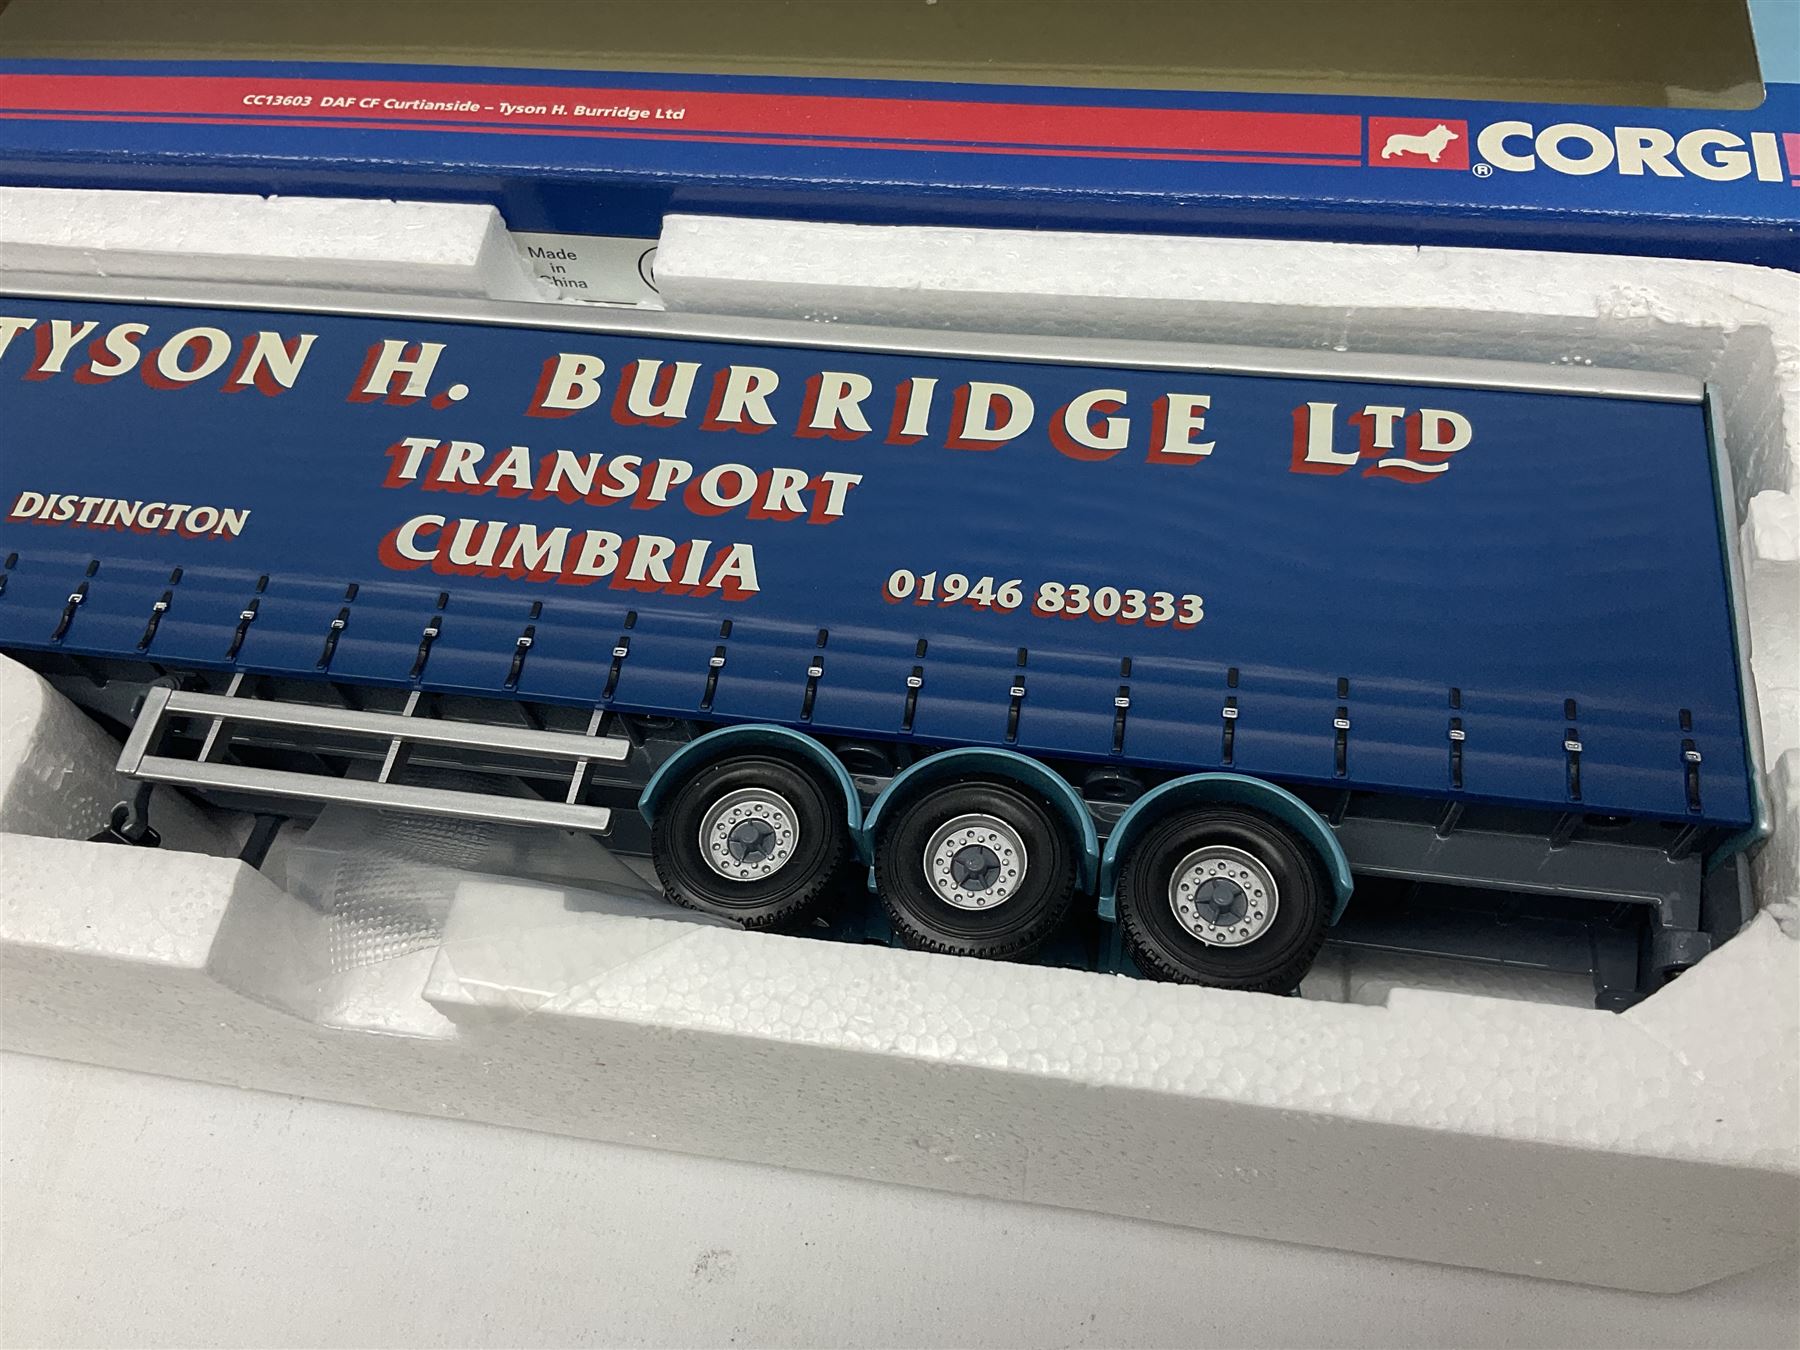 CC13603 DAF CF Curtianside – Tyson H. Burridge Ltd
® CORGI
Made
in
China
TYSON H. BURRIDGE LTD
TRANSPORT
DISTINGTON
CUMBRIA
01946 830333